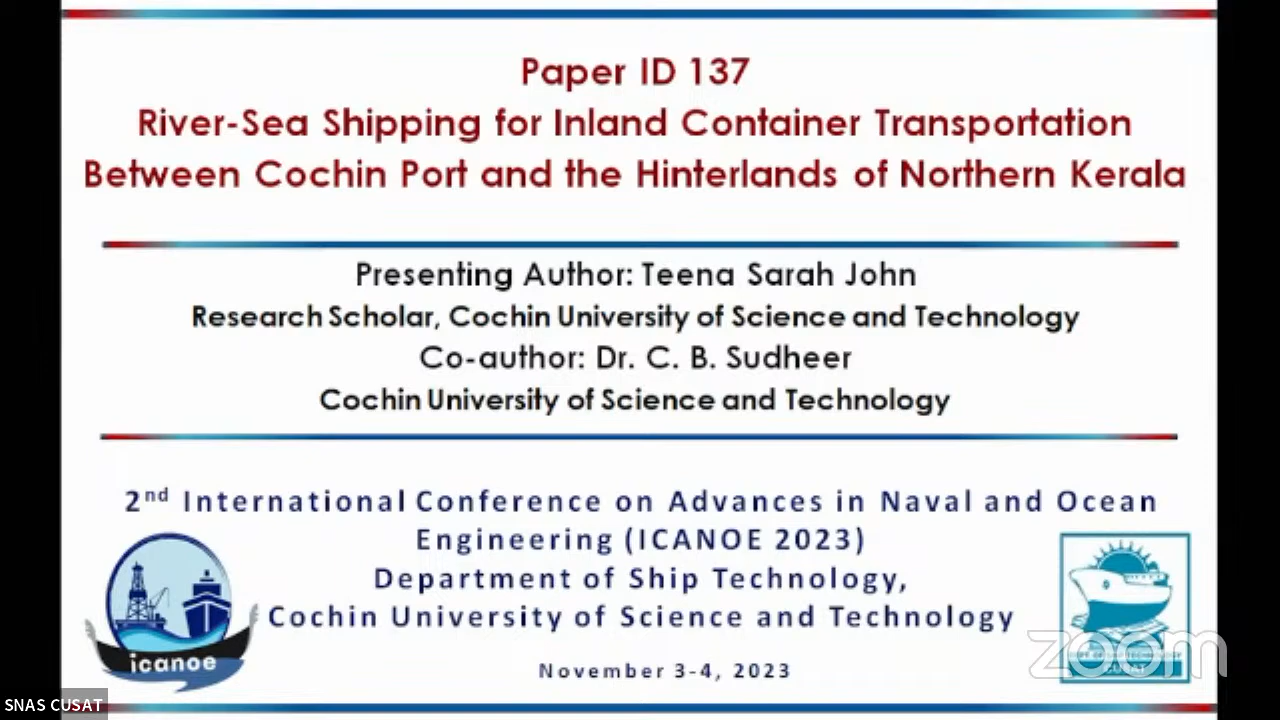 Paper ID 137
River-Sea Shipping for Inland Container Transportation
Between Cochin Port and the Hinterlands of Northern Kerala
Presenting Author: Teena Sarah John
Research Scholar, Cochin University of Science and Technology
Co-author: Dr. C. B. Sudheer
Cochin University of Science and Technology
2nd International Conference on Advances in Naval and Ocean
Engineering (ICANOE 2023)
Department of Ship Technology,
Cochin University of Science and Technology
November 3-4, 2023
icanoe
zoom
CUSAT
SNAS CUSAT